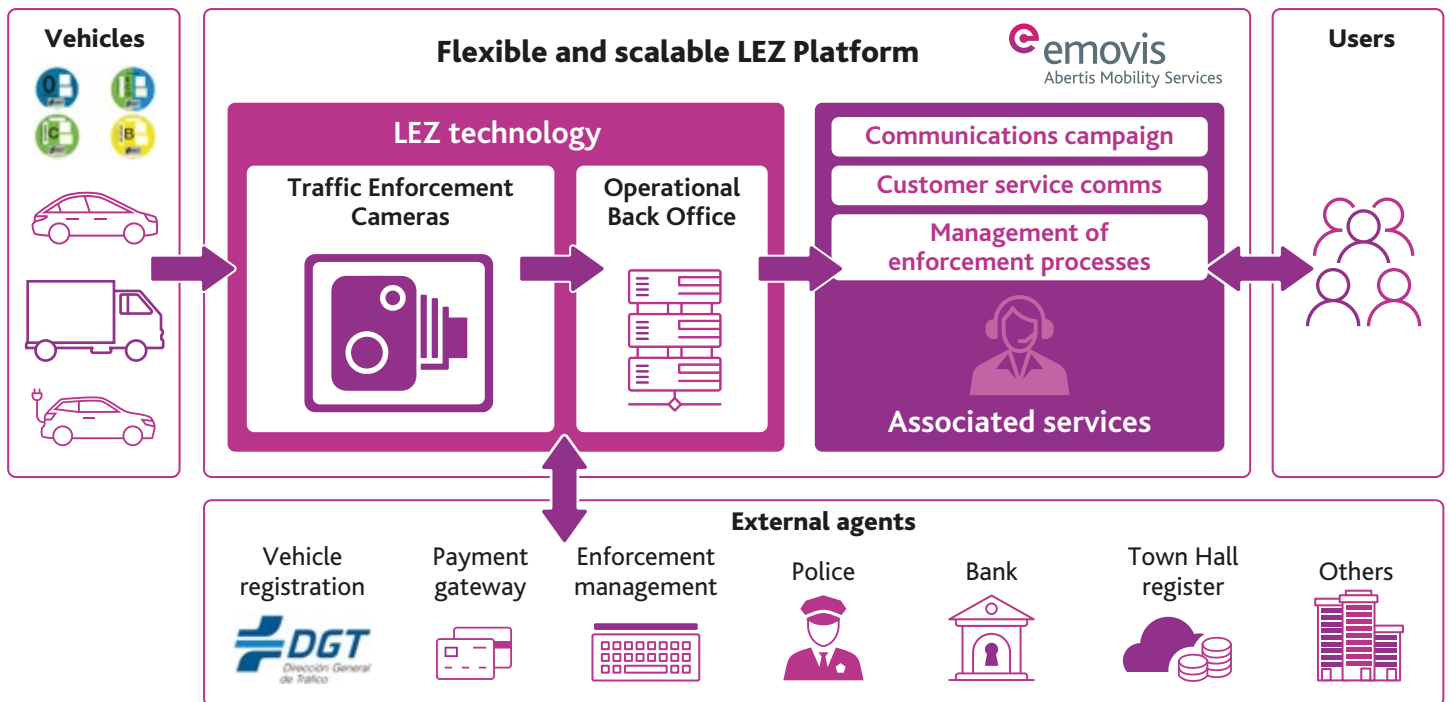 Vehicles
0
C
B
Flexible and scalable LEZ Platform
emovis
Abertis Mobility Services
Users
LEZ technology
Traffic Enforcement
Cameras
Operational
Back Office
Communications campaign
Customer service comms
Management of
enforcement processes
Associated services
External agents
Vehicle
registration
DGT
Dirección General
de Tráfico
Payment
gateway
Enforcement
management
Police
Bank
Town Hall
register
Others